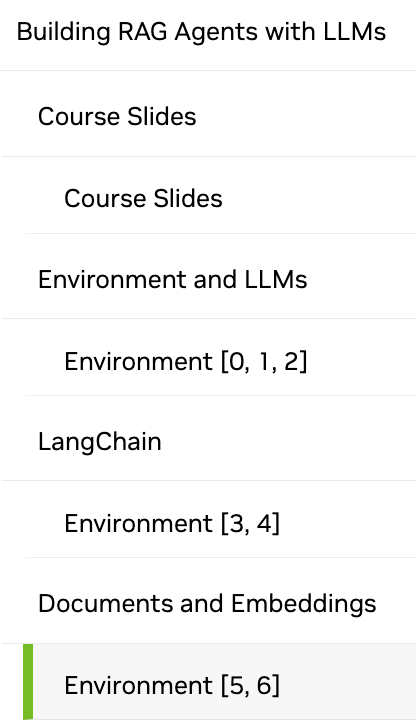 Building RAG Agents with LLMs
Course Slides
Course Slides
Environment and LLMs
Environment [0, 1, 2]
LangChain
Environment [3, 4]
Documents and Embeddings
Environment [5, 6]